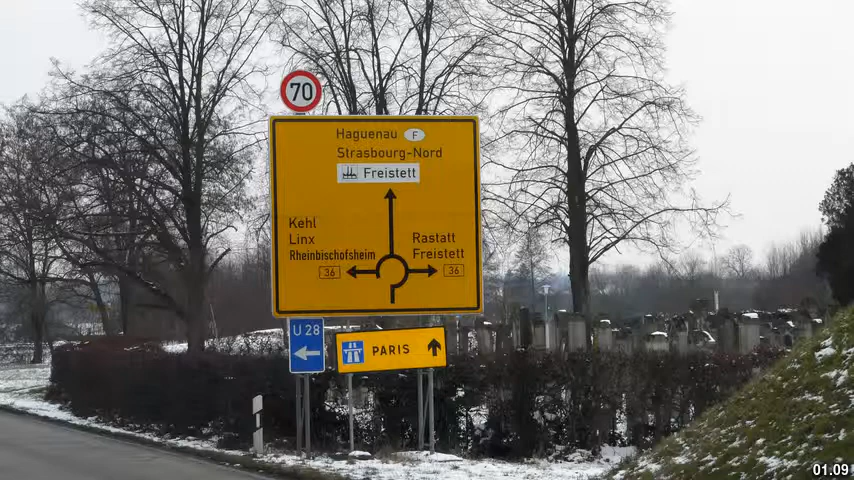 70
Haguenau F
Strasbourg-Nord
Freistett
Kehl
Linx
Rheinbischofsheim
36
Rastatt
Freistett
36
U 28
PARIS
01.09